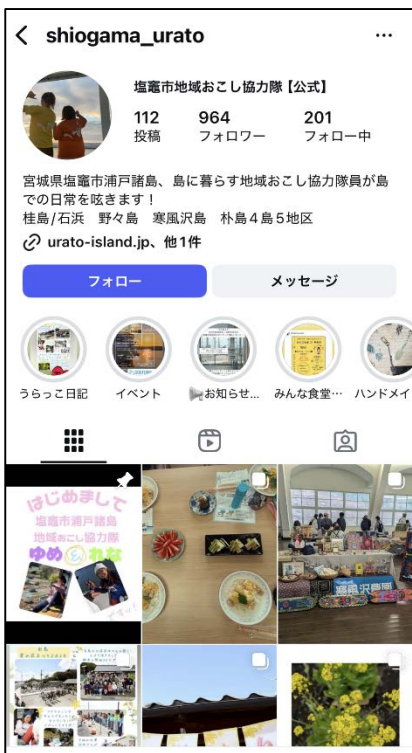 shiogama_urato
塩竈市地域おこし協力隊【公式】
112 964 201
投稿 フォロワー フォロー中
宮城県塩竈市浦戸諸島、島に暮らす地域おこし協力隊員が島
での日常を呟きます！
桂島/石浜 野々島 寒風沢島 朴島４島５地区
urato-island.jp、他1件
フォロー メッセージ
うらっこ日記 イベント お知らせ… みんな食堂… ハンドメイ
はじめまして
塩竈市浦戸諸島
地域おこし協力隊
ゆめ れな
寒風沢農園